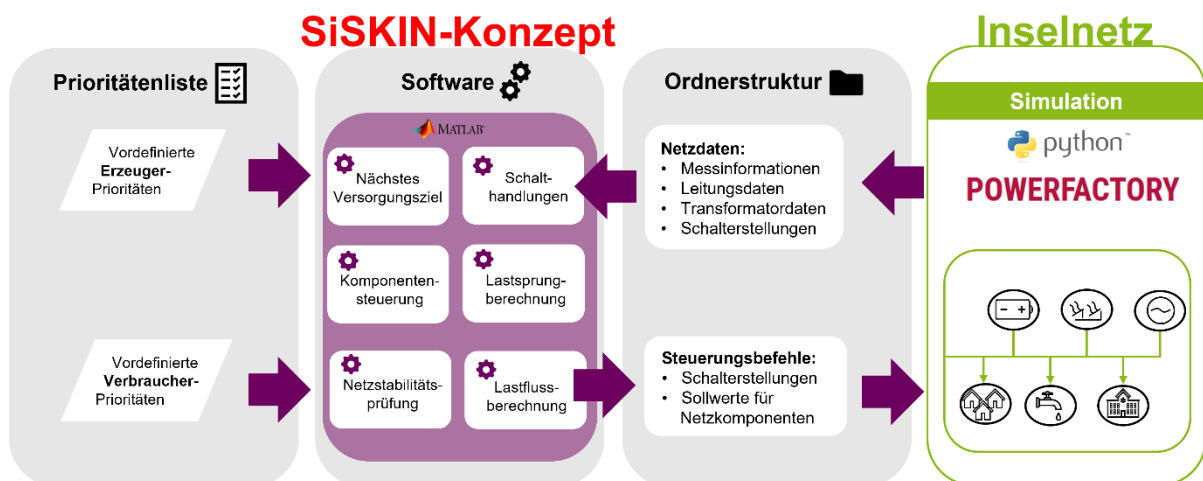 SiSKIN-Konzept
Inselnetz
Prioritätenliste
Vordefinierte
Erzeuger-
Prioritäten
Vordefinierte
Verbraucher-
Prioritäten
Software
MATLAB®
Nächstes
Versorgungsziel
Schalt-
handlungen
Komponenten-
steuerung
Lastsprung-
berechnung
Netzstabilitäts-
prüfung
Lastfluss-
berechnung
Ordnerstruktur
Netzdaten:
• Messinformationen
• Leitungsdaten
• Transformatordaten
• Schalterstellungen
Steuerungsbefehle:
• Schalterstellungen
• Sollwerte für
Netzkomponenten
Simulation
python™
POWERFACTORY